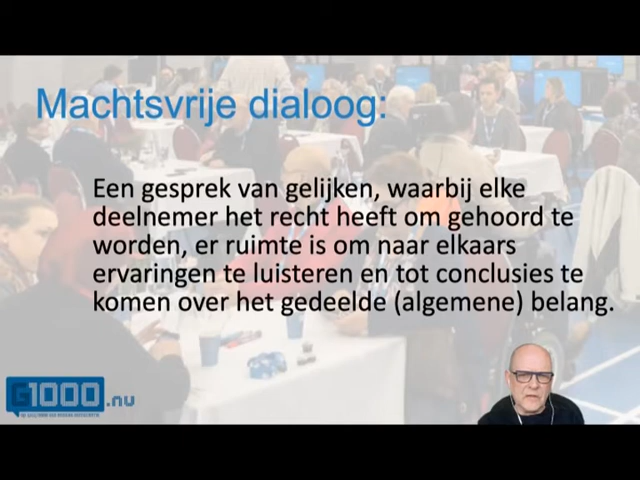 Machtsvrije dialoog:
Een gesprek van gelijken, waarbij elke
deelnemer het recht heeft om gehoord te
worden, er ruimte is om naar elkaars
ervaringen te luisteren en tot conclusies te
komen over het gedeelde (algemene) belang.
G1000.nu